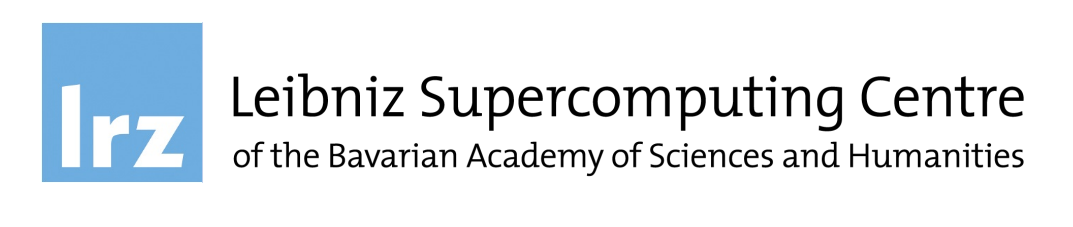 lrz
Leibniz Supercomputing Centre
of the Bavarian Academy of Sciences and Humanities